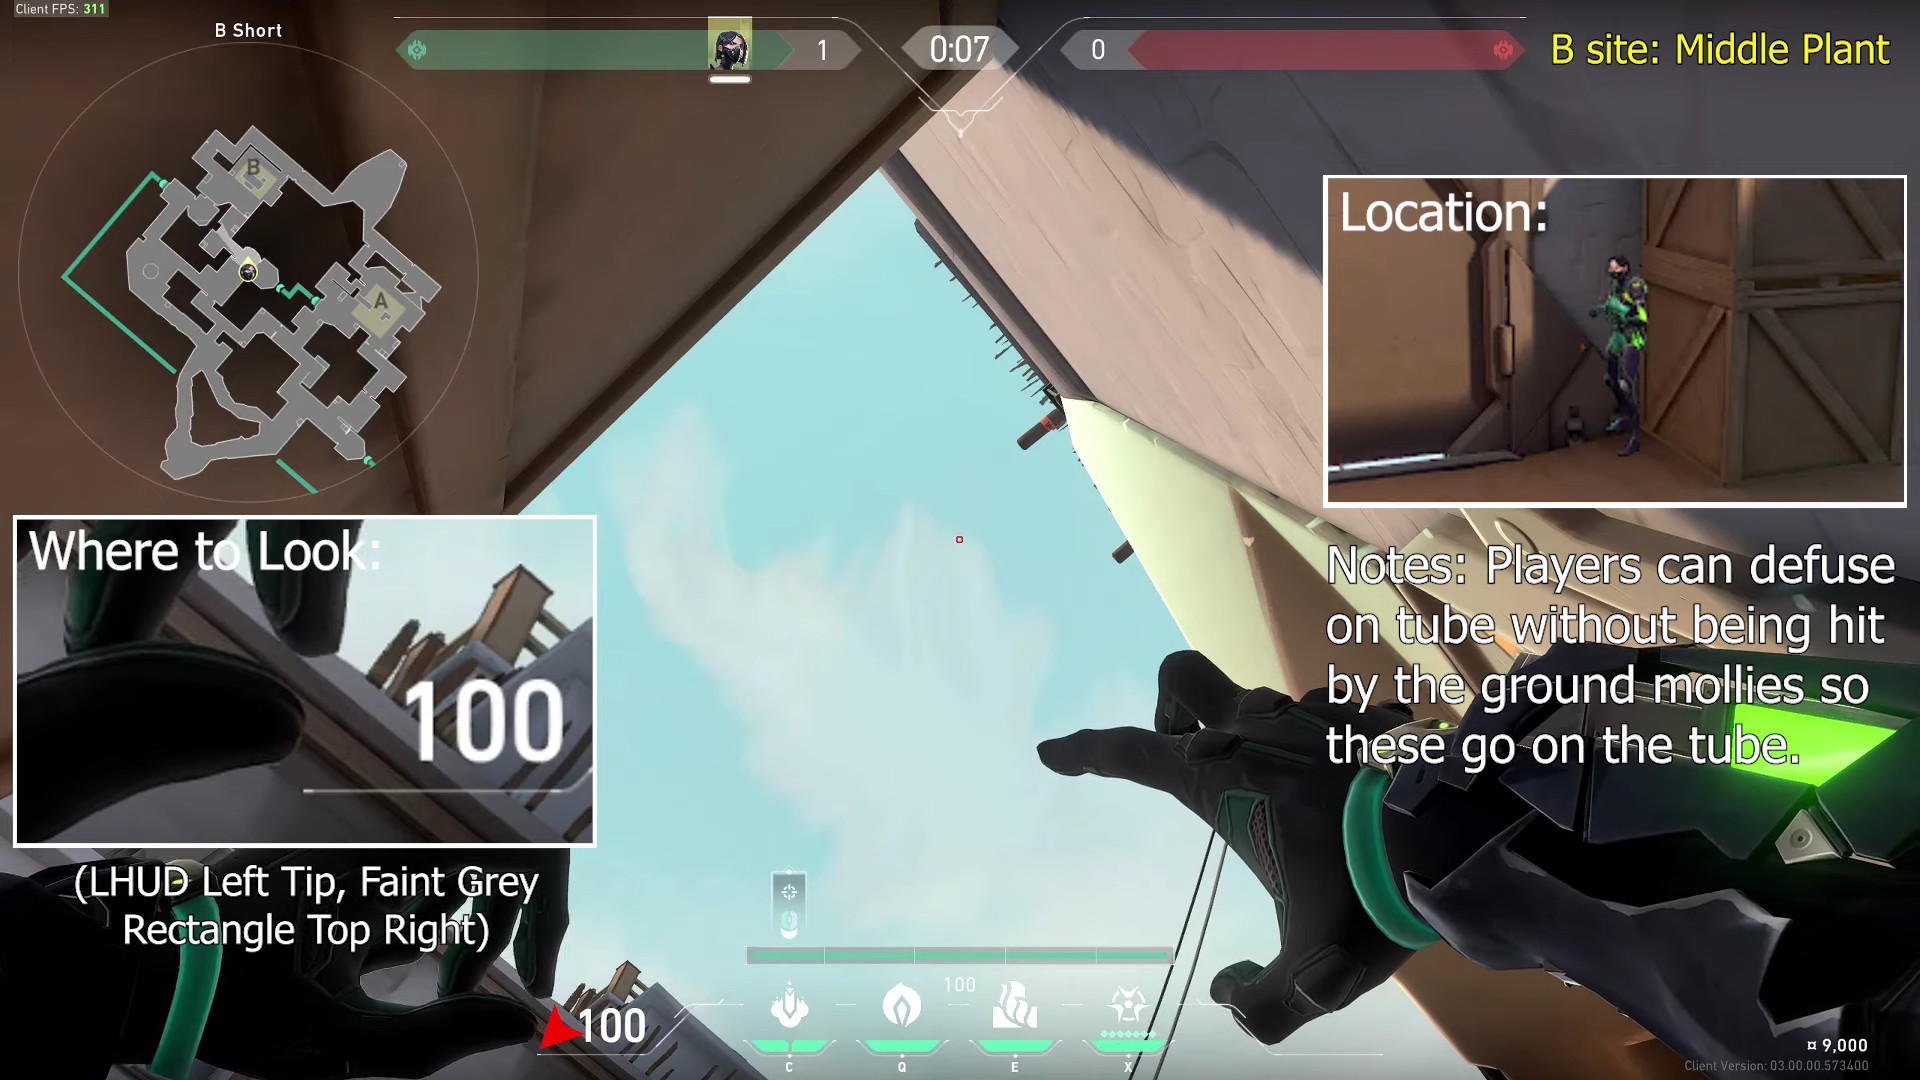 Client FPS: 311
B Short
1
0:07
0
B site: Middle Plant
B
A
Location:
Where to Look:
100
Notes: Players can defuse
on tube without being hit
by the ground mollies so
these go on the tube.
(LHUD Left Tip, Faint Grey
Rectangle Top Right)
100
100
C
Q
E
X
¤ 9,000
Client Version: 03.00.00.573400